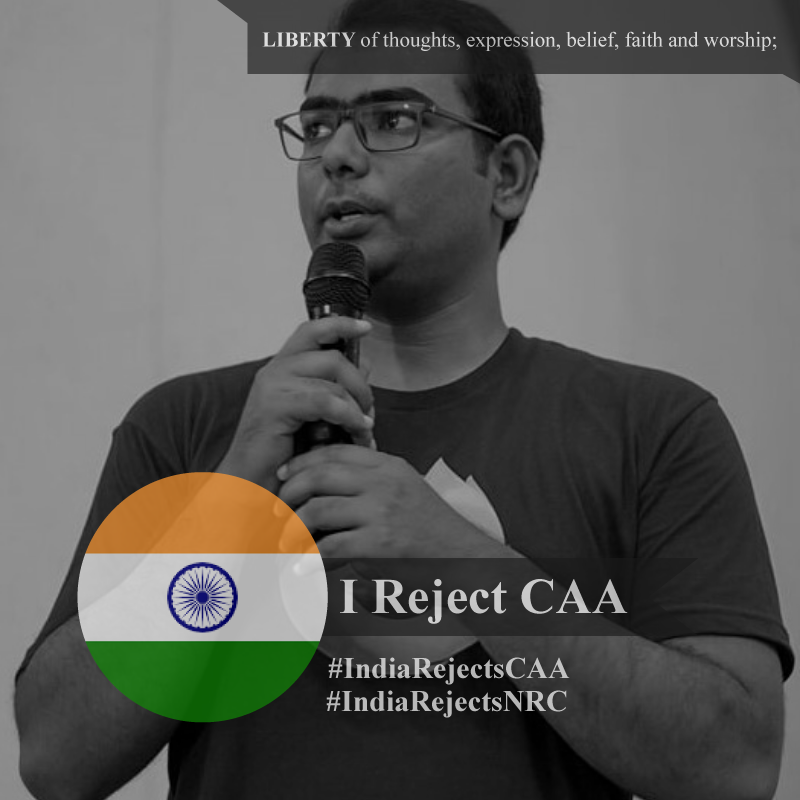 LIBERTY of thoughts, expression, belief, faith and worship;
I Reject CAA
#IndiaRejectsCAA
#IndiaRejectsNRC